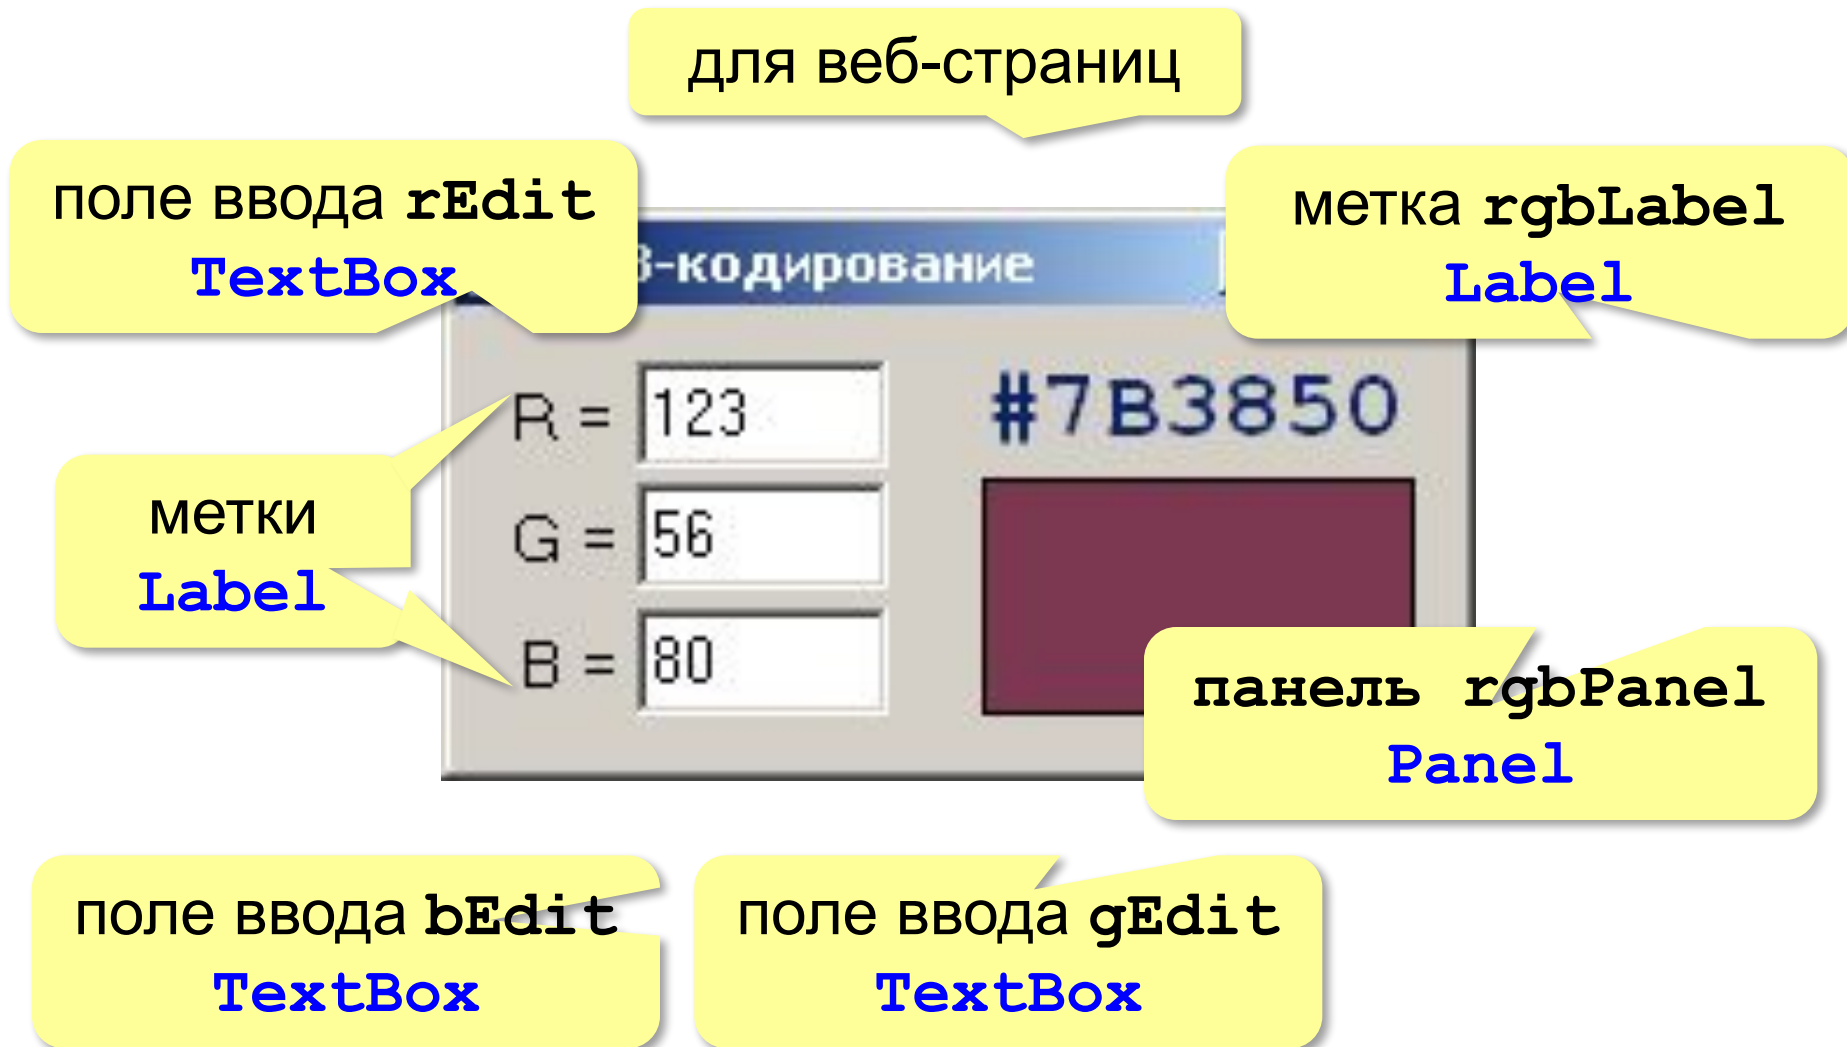 для веб-страниц
поле ввода rEdit
TextBox
метка rgbLabel
Label
-кодирование
R = 123
#7B3850
G = 56
B = 80
метки
Label
панель rgbPanel
Panel
поле ввода bEdit
TextBox
поле ввода gEdit
TextBox